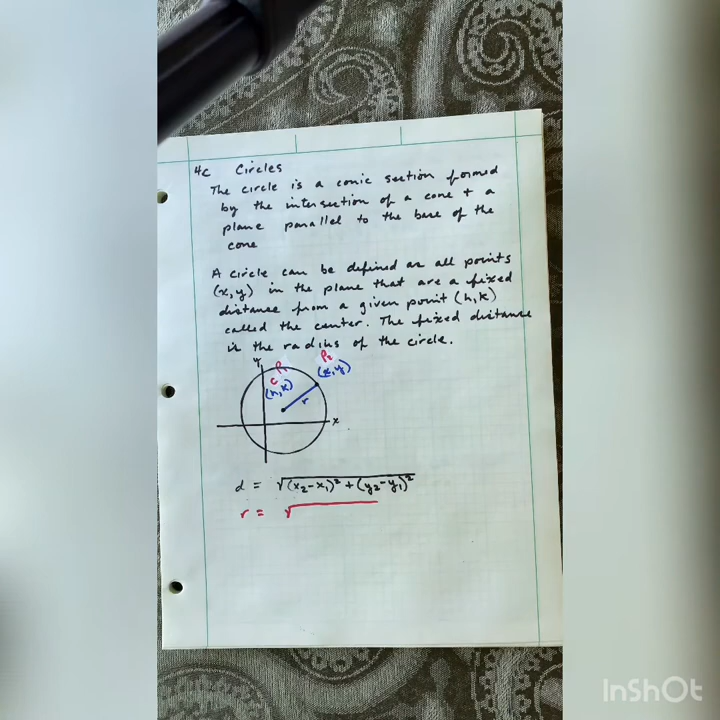 4c Circles
The circle is a conic section formed
by the intersection of a cone + a
plane parallel to the base of the
cone
A circle can be defined as all points
(x,y) in the plane that are a fixed
distance from a given point (h,k)
called the center. The fixed distance
is the radius of the circle.
y
P1
P2
C
(h,k)
(x,y)
r
x
d = √(x2-x1)² + (y2-y1)²
r = √
InShOt